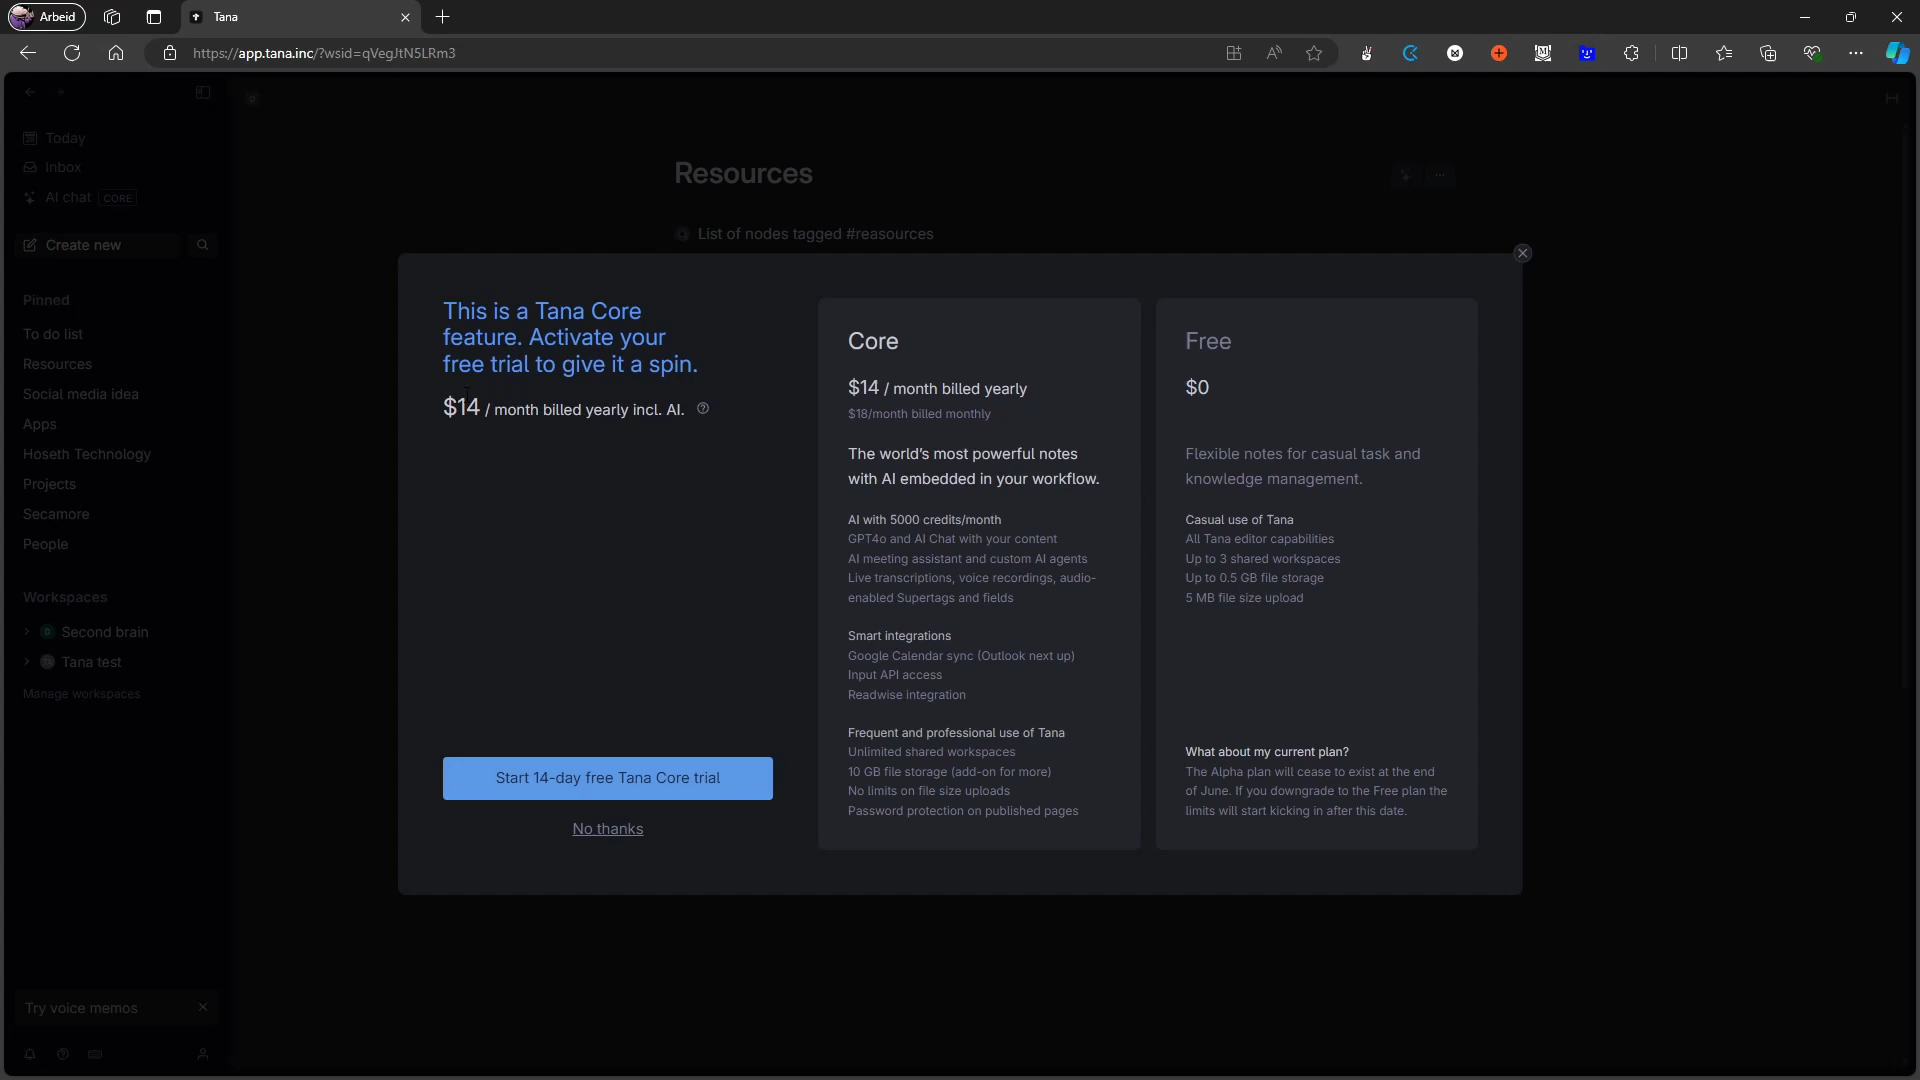 Arbeid
Tana
https://app.tana.inc/?wsid=qVegJtN5LRm3
Today
Inbox
AI chat CORE
Create new
Pinned
To do list
Resources
Social media idea
Apps
Hoseth Technology
Projects
Secamore
People
Workspaces
Second brain
Tana test
Manage workspaces
Try voice memos
Resources
List of nodes tagged #reasources
This is a Tana Core
feature. Activate your
free trial to give it a spin.
$14 / month billed yearly incl. AI.
Start 14-day free Tana Core trial
No thanks
Core
$14 / month billed yearly
$18/month billed monthly
The world's most powerful notes
with AI embedded in your workflow.
AI with 5000 credits/month
GPT4o and AI Chat with your content
AI meeting assistant and custom AI agents
Live transcriptions, voice recordings, audio-
enabled Supertags and fields
Smart integrations
Google Calendar sync (Outlook next up)
Input API access
Readwise integration
Frequent and professional use of Tana
Unlimited shared workspaces
10 GB file storage (add-on for more)
No limits on file size uploads
Password protection on published pages
Free
$0
Flexible notes for casual task and
knowledge management.
Casual use of Tana
All Tana editor capabilities
Up to 3 shared workspaces
Up to 0.5 GB file storage
5 MB file size upload
What about my current plan?
The Alpha plan will cease to exist at the end
of June. If you downgrade to the Free plan the
limits will start kicking in after this date.